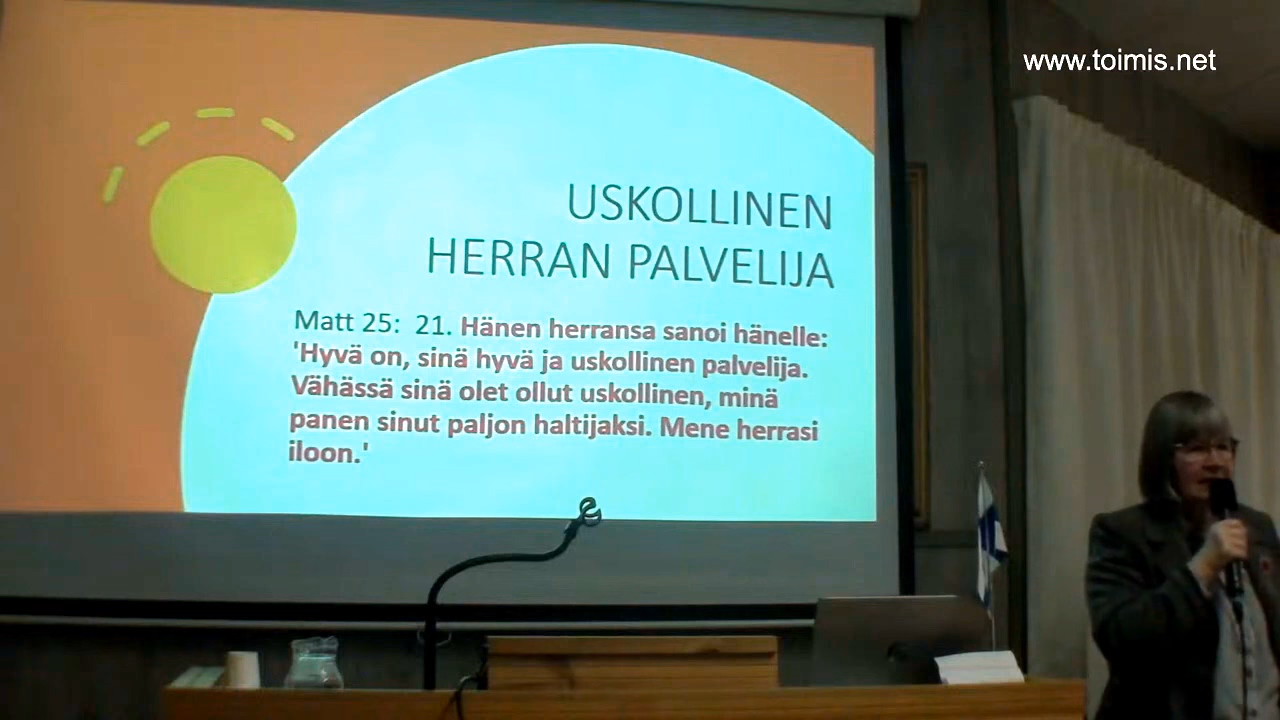 www.toimis.net
USKOLLINEN
HERRAN PALVELIJA
Matt 25:  21. Hänen herransa sanoi hänelle:
'Hyvä on, sinä hyvä ja uskollinen palvelija.
Vähässä sinä olet ollut uskollinen, minä
panen sinut paljon haltijaksi. Mene herrasi
iloon.'